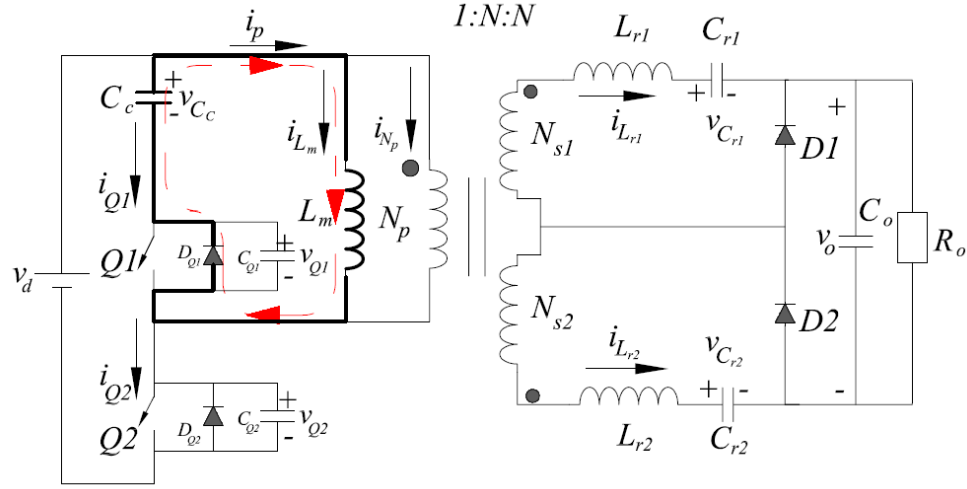 1:N:N
i_p
L_{r1}
C_{r1}
C_c
+
v_{C_C}
-
i_{L_m}
i_{N_p}
i_{L_{r1}}
+
-
v_{C_{r1}}
N_{s1}
D1
+
i_{Q1}
L_m
N_p
C_o
v_o
R_o
v_d
Q1
D_{Q1}
C_{Q1}
+
v_{Q1}
-
N_{s2}
D2
i_{Q2}
i_{L_{r2}}
v_{C_{r2}}
+
-
-
Q2
D_{Q2}
C_{Q2}
+
v_{Q2}
-
L_{r2}
C_{r2}